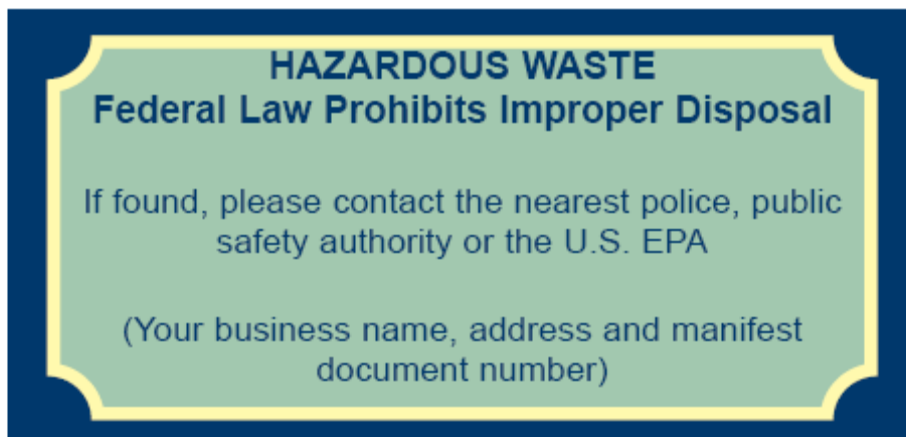 HAZARDOUS WASTE
Federal Law Prohibits Improper Disposal
If found, please contact the nearest police, public
safety authority or the U.S. EPA
(Your business name, address and manifest
document number)